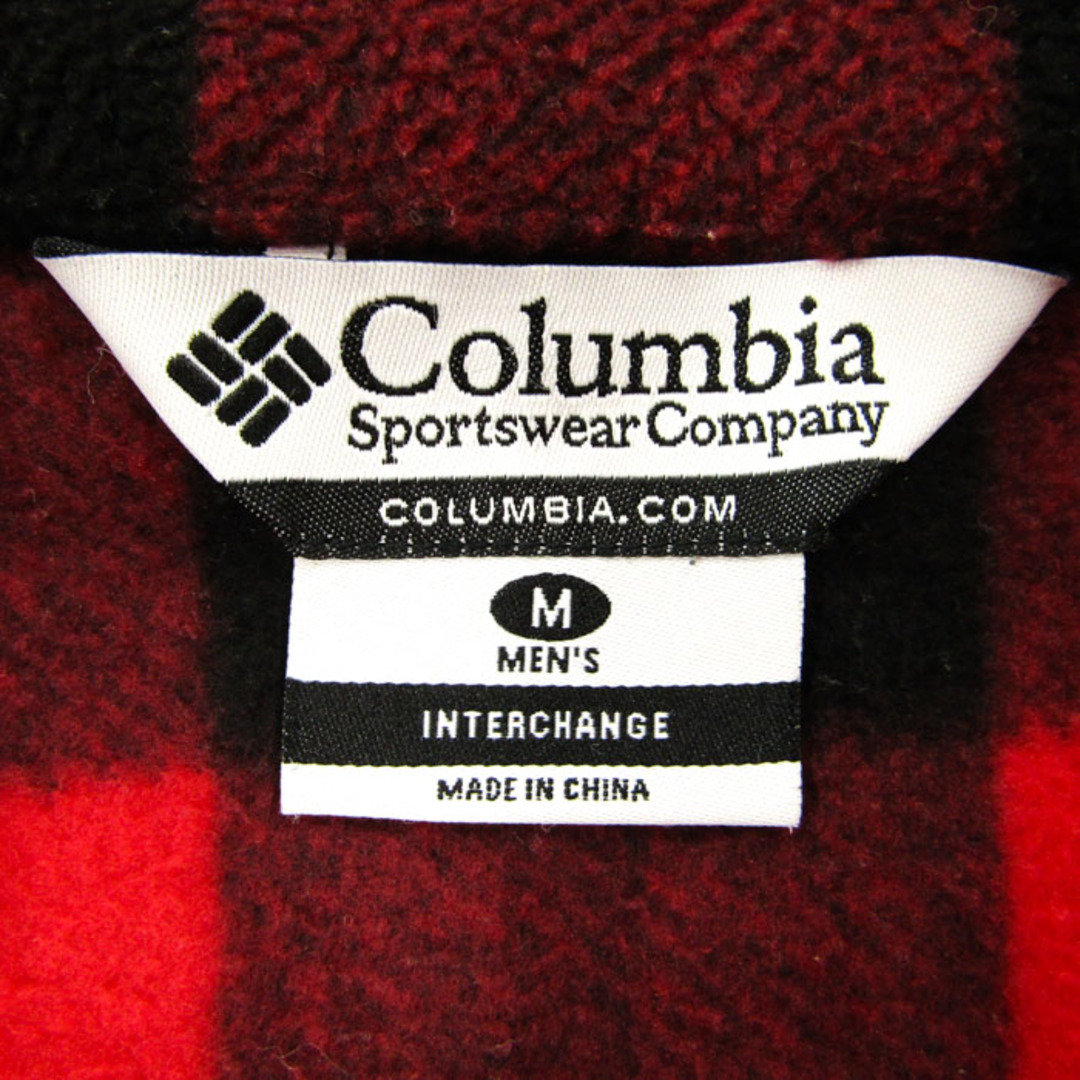 Columbia
Sportswear Company
COLUMBIA.COM
M
MEN'S
INTERCHANGE
MADE IN CHINA